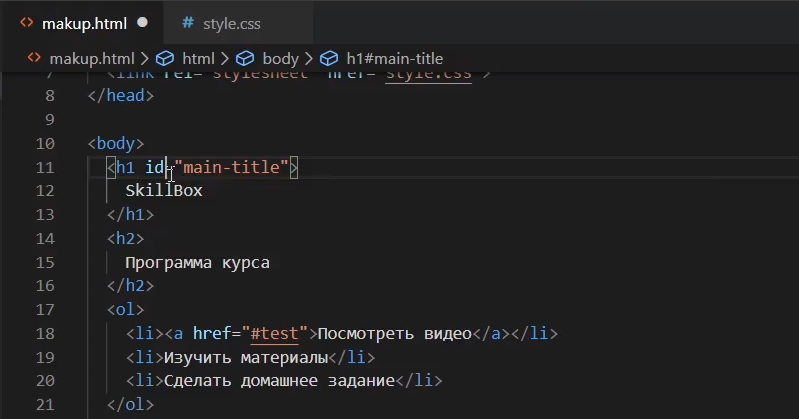 makup.html
style.css
makup.html > html > body > h1#main-title
7 <link rel="stylesheet" href="style.css">
8 </head>
9
10 <body>
11 <h1 id="main-title">
12 SkillBox
13 </h1>
14 <h2>
15 Программа курса
16 </h2>
17 <ol>
18 <li><a href="#test">Посмотреть видео</a></li>
19 <li>Изучить материалы</li>
20 <li>Сделать домашнее задание</li>
21 </ol>